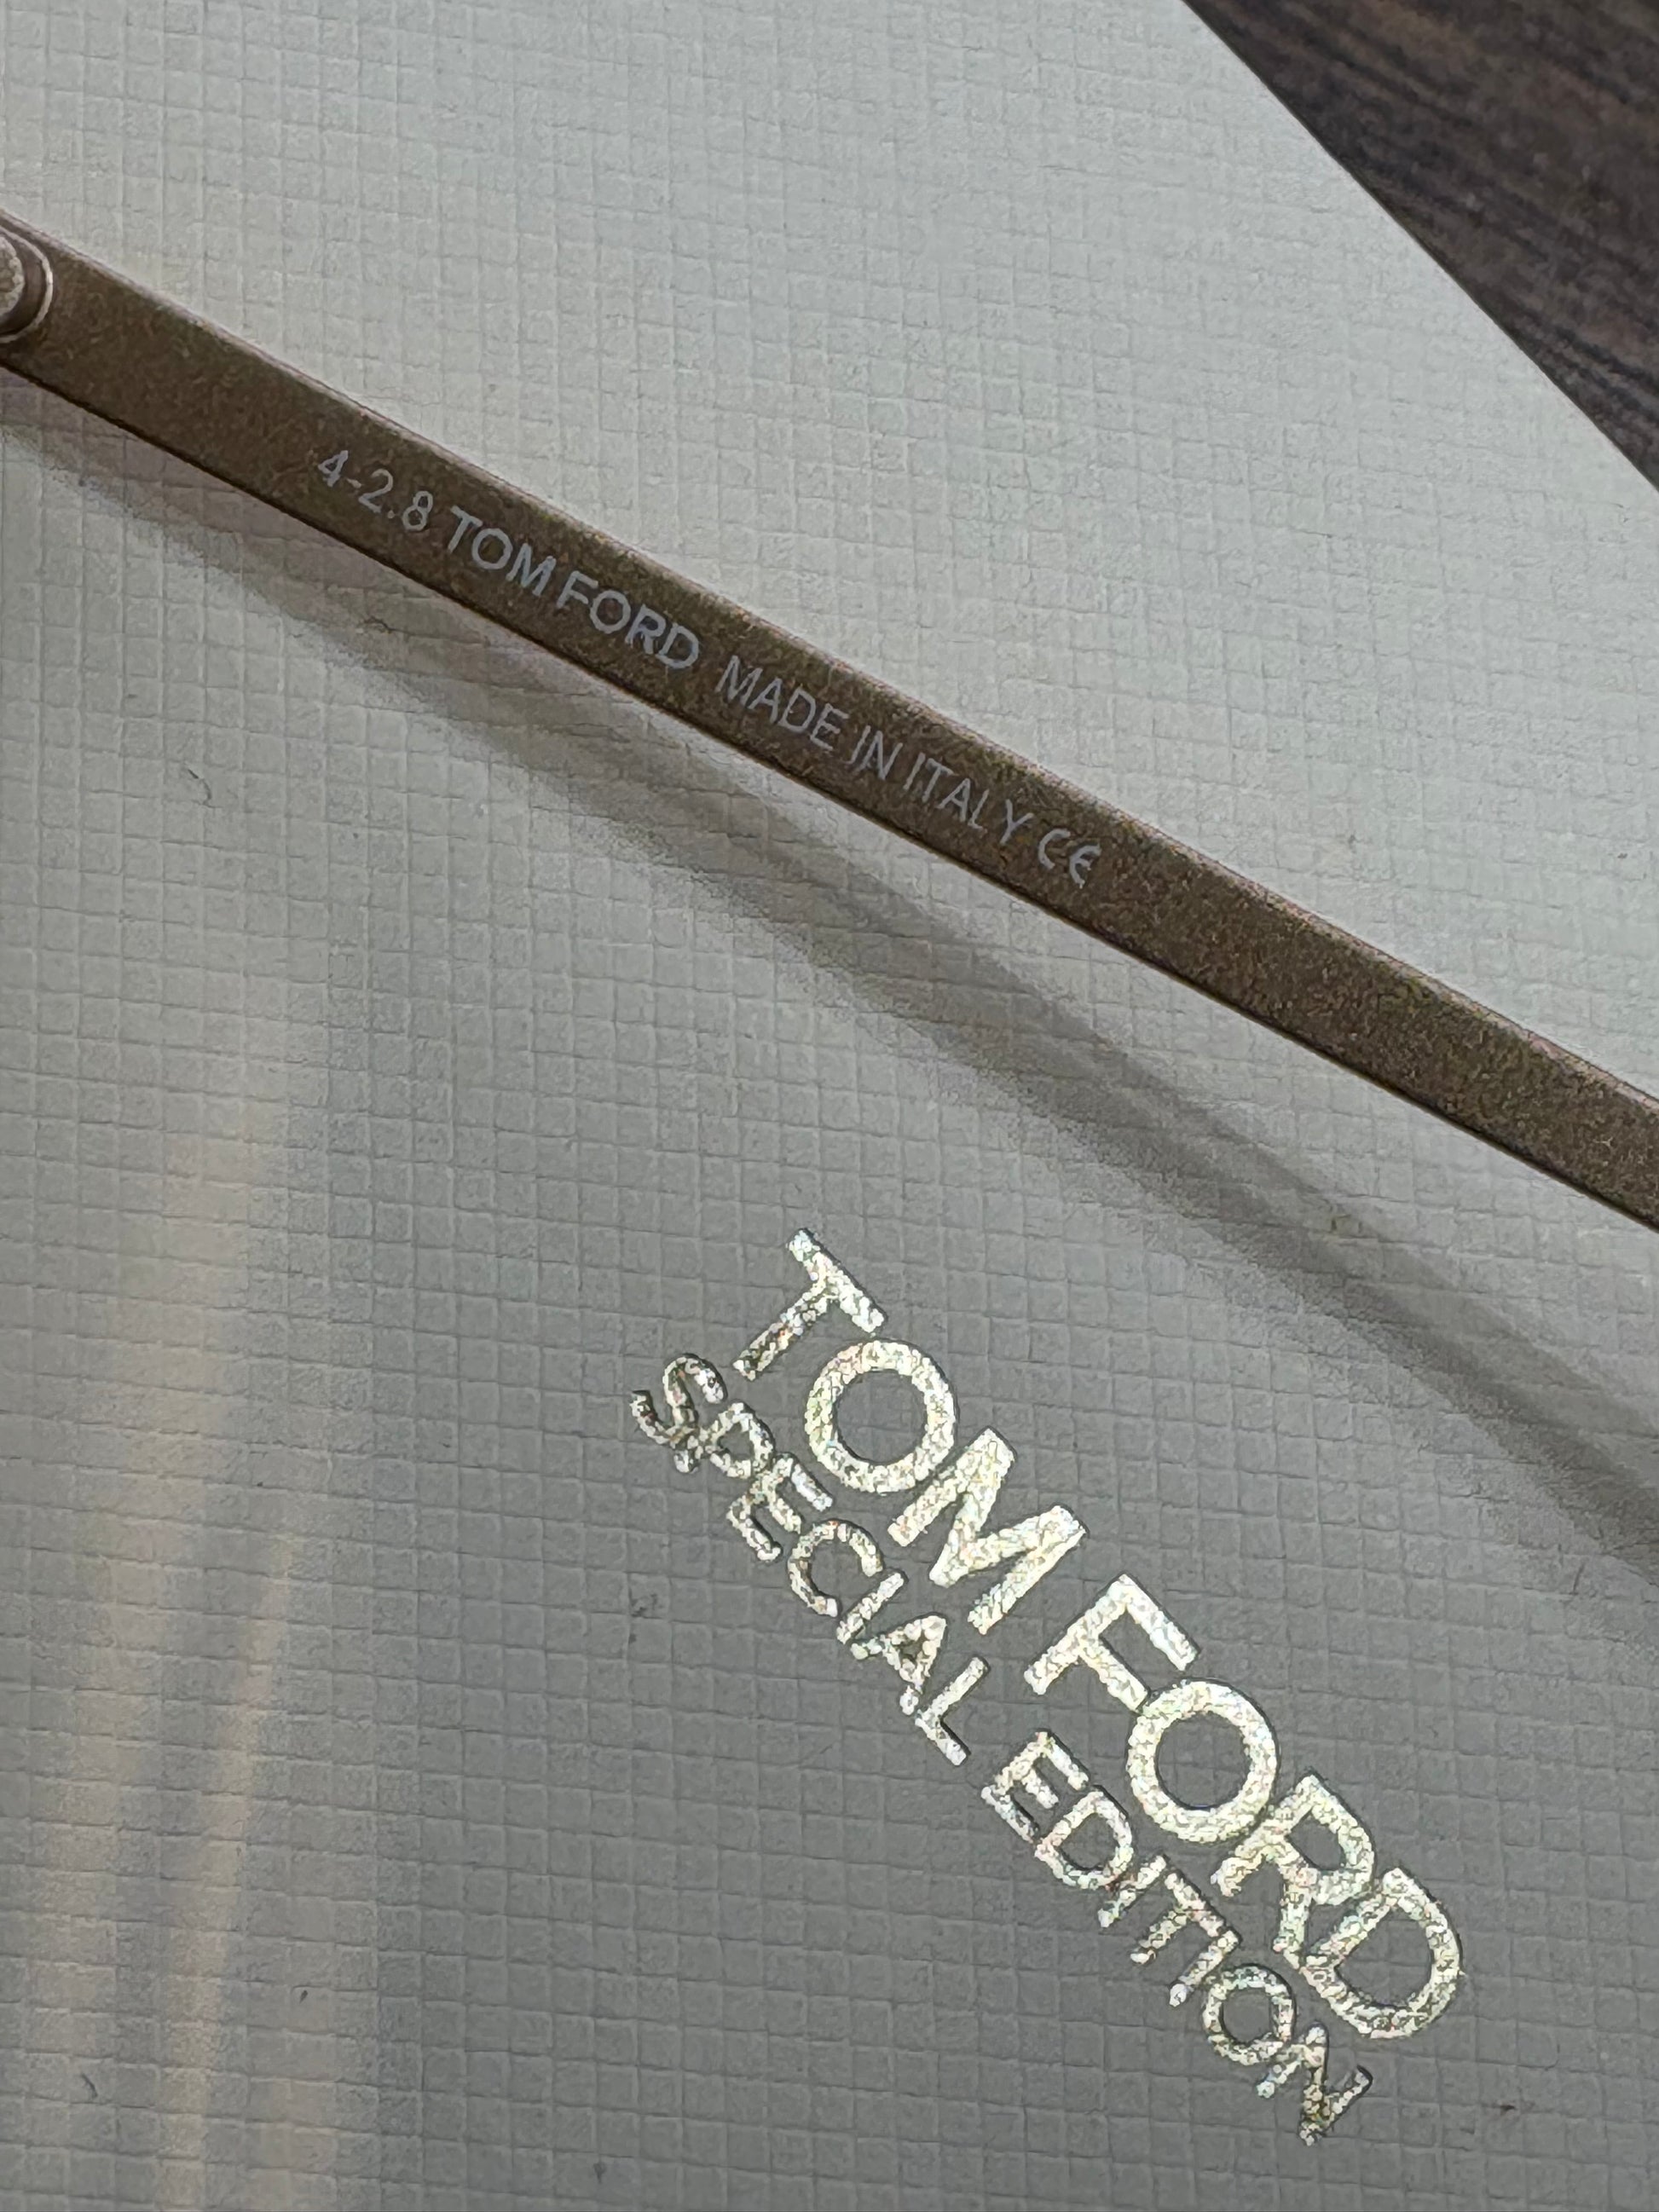 4-2.8 TOM FORD MADE IN ITALY CE
TOM FORD
SPECIAL EDITION